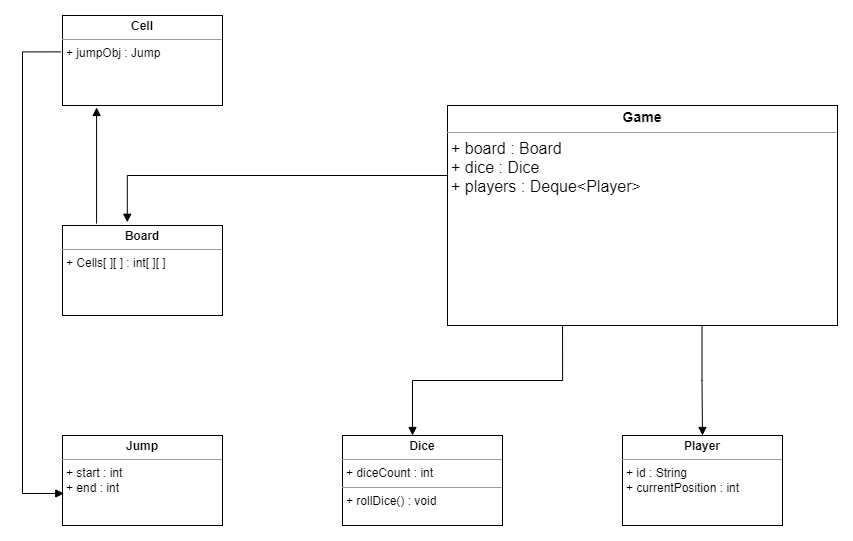 Cell
+ jumpObj : Jump
Game
+ board : Board
+ dice : Dice
+ players : Deque<Player>
Board
+ Cells[ ][ ] : int[ ][ ]
Jump
+ start : int
+ end : int
Dice
+ diceCount : int
+ rollDice() : void
Player
+ id : String
+ currentPosition : int